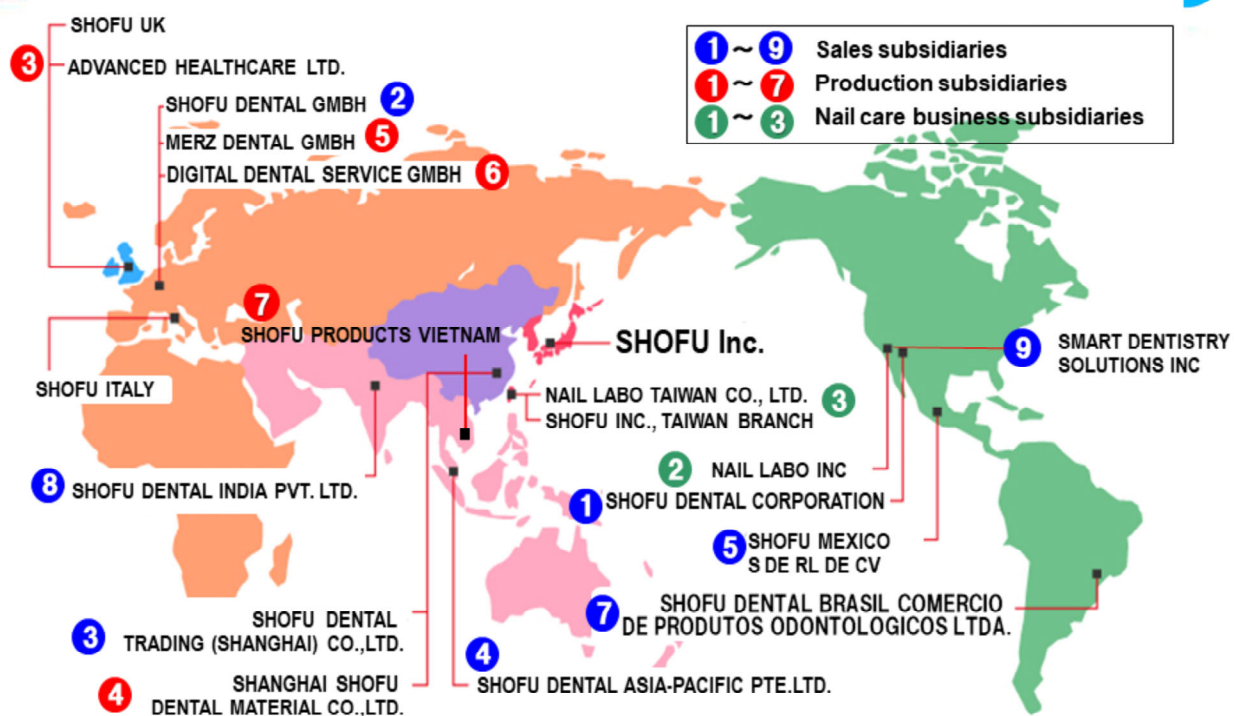 SHOFU UK
3
ADVANCED HEALTHCARE LTD.
SHOFU DENTAL GMBH 2
MERZ DENTAL GMBH 5
DIGITAL DENTAL SERVICE GMBH 6
1 ~ 9 Sales subsidiaries
1 ~ 7 Production subsidiaries
1 ~ 3 Nail care business subsidiaries
7
SHOFU PRODUCTS VIETNAM
SHOFU Inc.
9 SMART DENTISTRY
SOLUTIONS INC
SHOFU ITALY
NAIL LABO TAIWAN CO., LTD. 3
SHOFU INC., TAIWAN BRANCH
2 NAIL LABO INC
8 SHOFU DENTAL INDIA PVT. LTD.
1 SHOFU DENTAL CORPORATION
5 SHOFU MEXICO
S DE RL DE CV
7 SHOFU DENTAL BRASIL COMERCIO
DE PRODUTOS ODONTOLOGICOS LTDA.
3 SHOFU DENTAL
TRADING (SHANGHAI) CO.,LTD.
4
SHOFU DENTAL ASIA-PACIFIC PTE.LTD.
4 SHANGHAI SHOFU
DENTAL MATERIAL CO.,LTD.